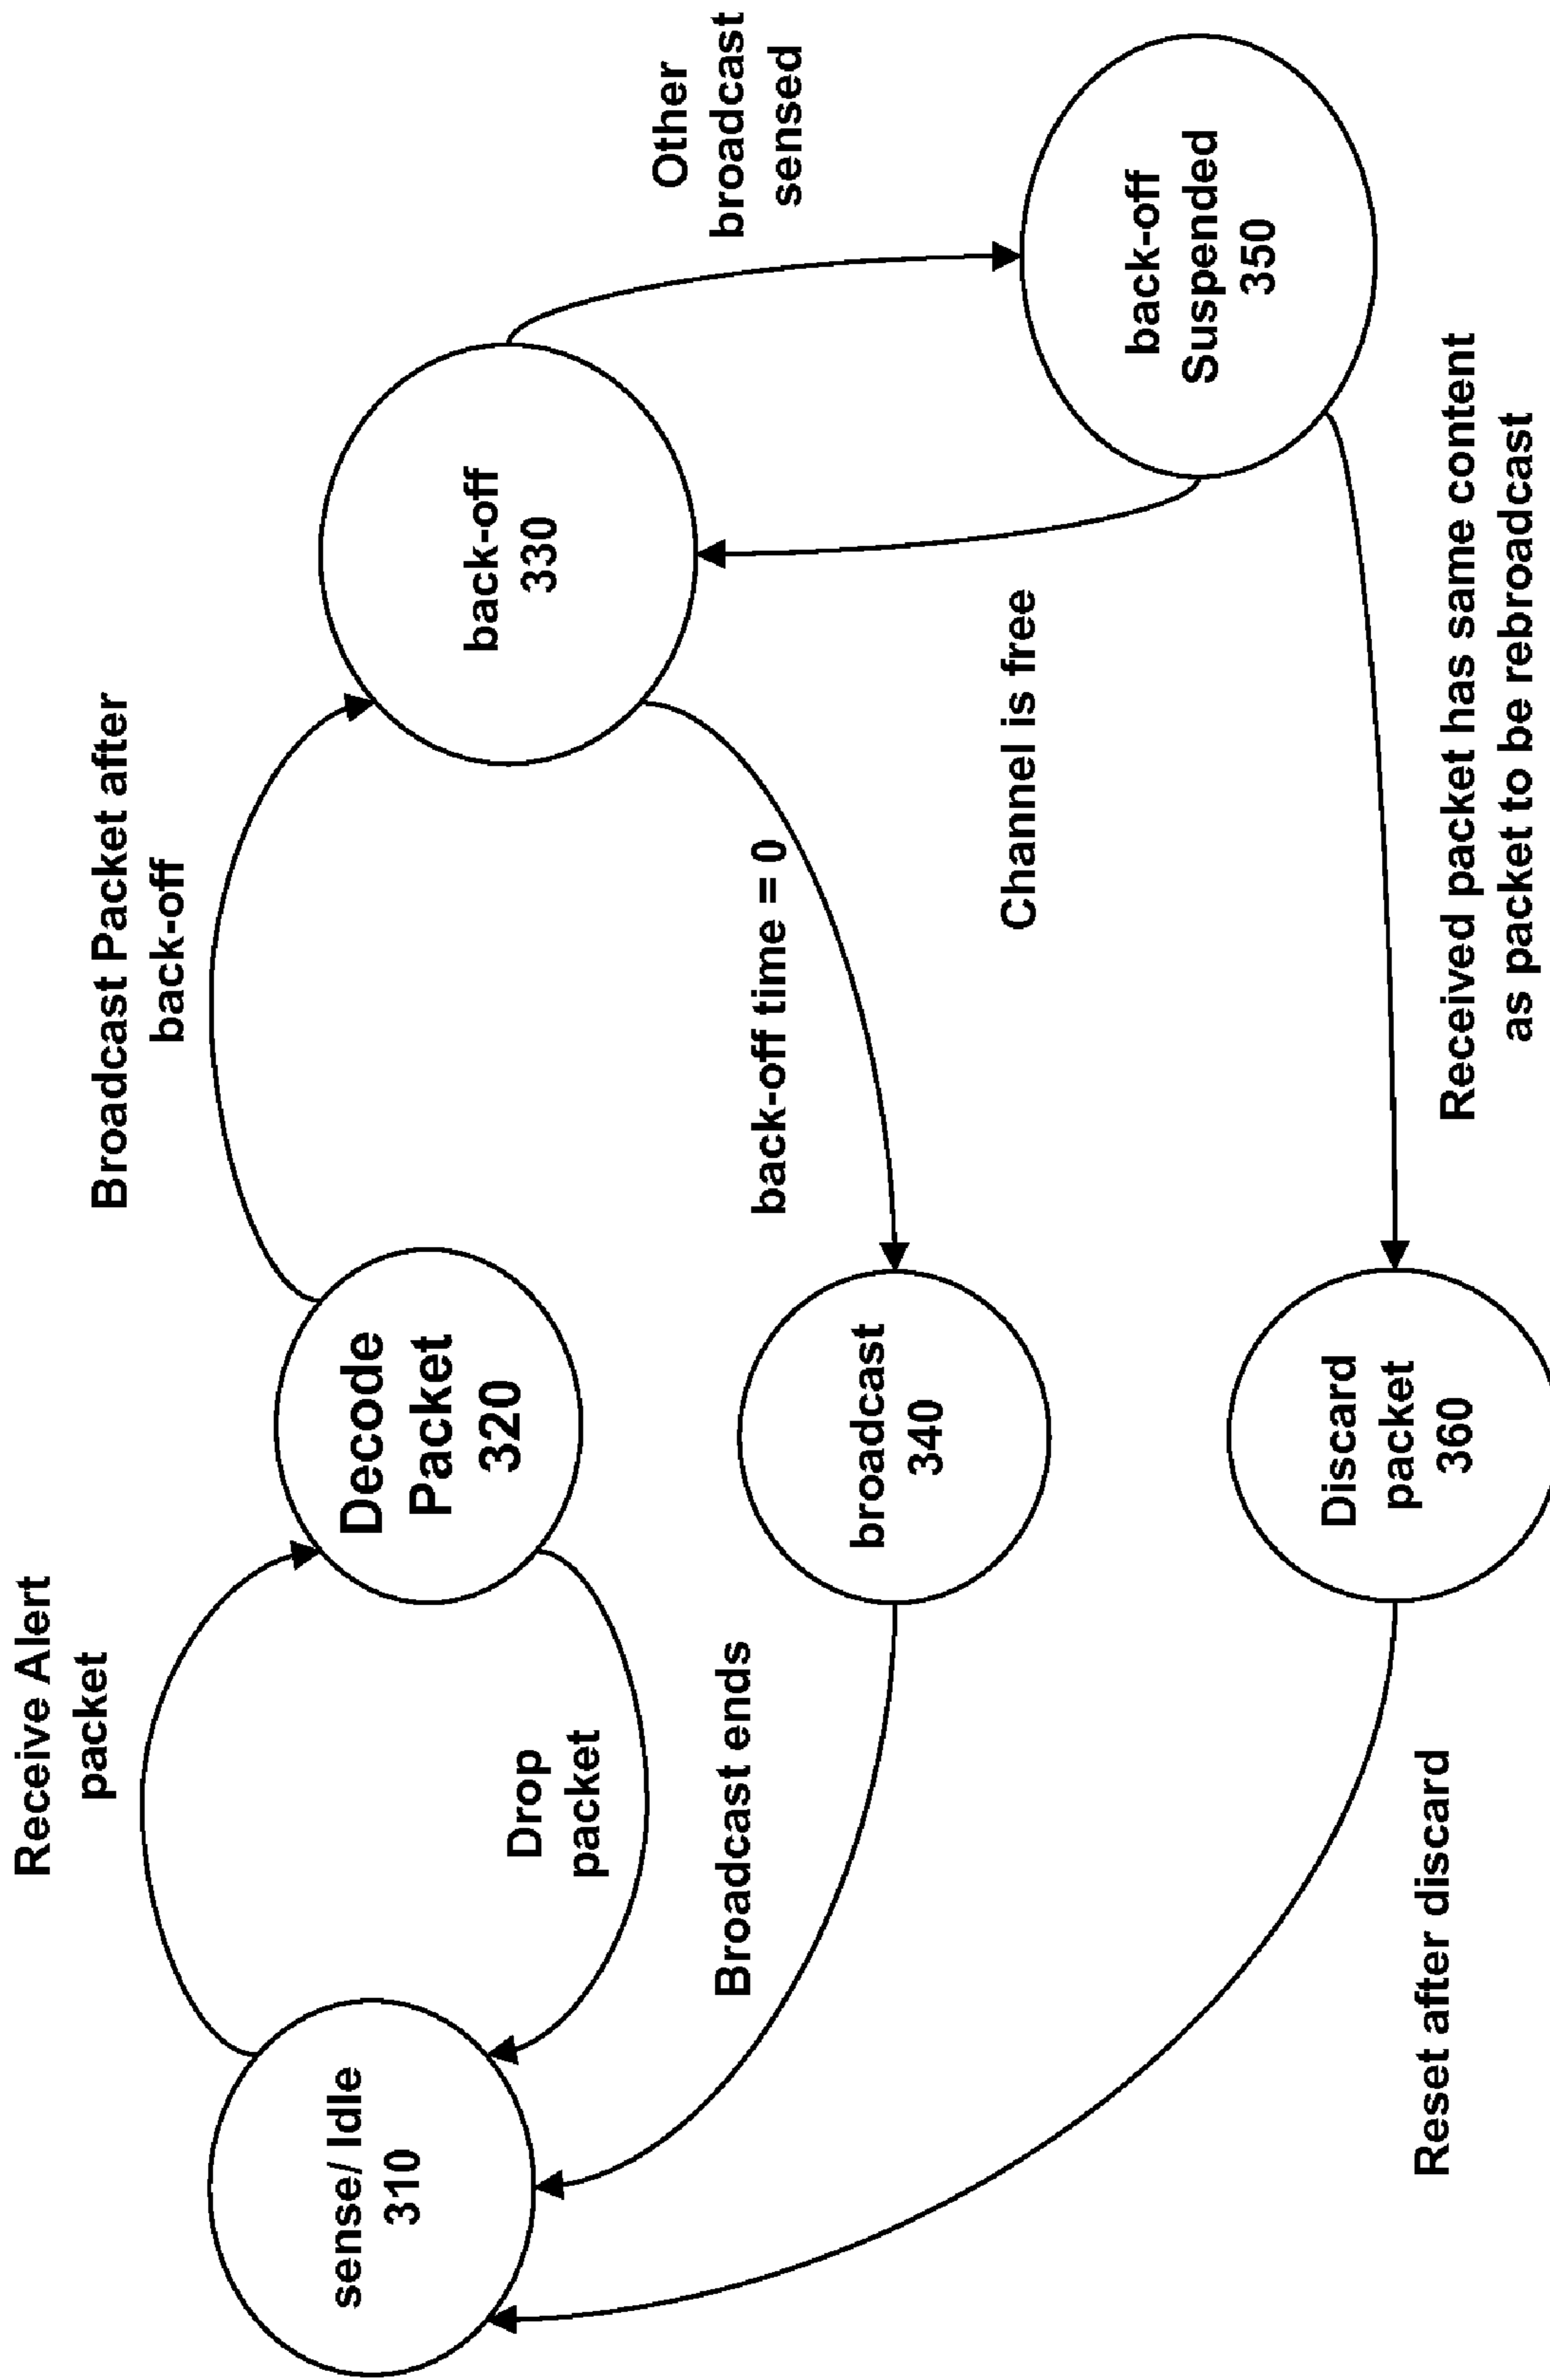 Receive Alert
packet
Broadcast Packet after
back-off
sense/ Idle
310
Decode
Packet
320
back-off
330
Drop
packet
Other
broadcast
sensed
Broadcast ends
broadcast
340
back-off time = 0
Channel is free
back-off
Suspended
350
Reset after discard
Discard
packet
360
Received packet has same content
as packet to be rebroadcast